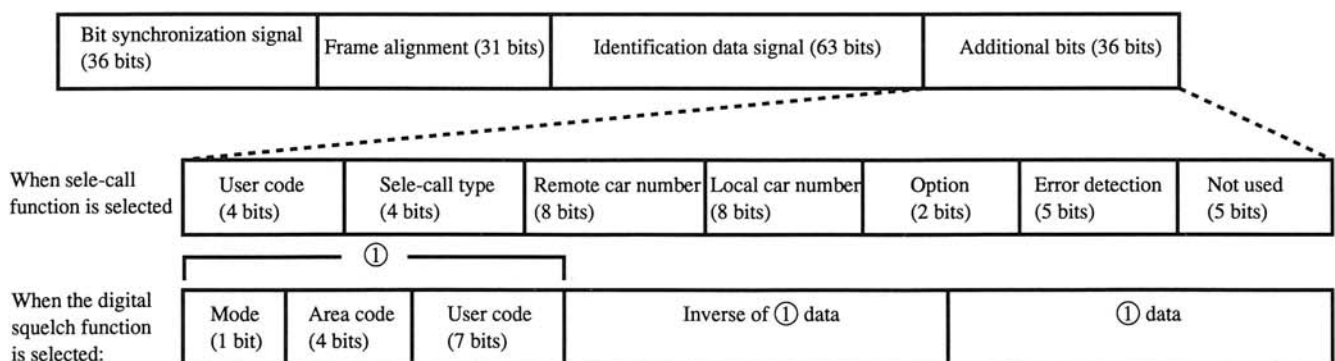 Bit synchronization signal
(36 bits)
Frame alignment (31 bits)
Identification data signal (63 bits)
Additional bits (36 bits)
When sele-call
function is selected
User code
(4 bits)
Sele-call type
(4 bits)
Remote car number
(8 bits)
Local car number
(8 bits)
Option
(2 bits)
Error detection
(5 bits)
Not used
(5 bits)
①
When the digital
squelch function
is selected:
Mode
(1 bit)
Area code
(4 bits)
User code
(7 bits)
Inverse of ① data
① data